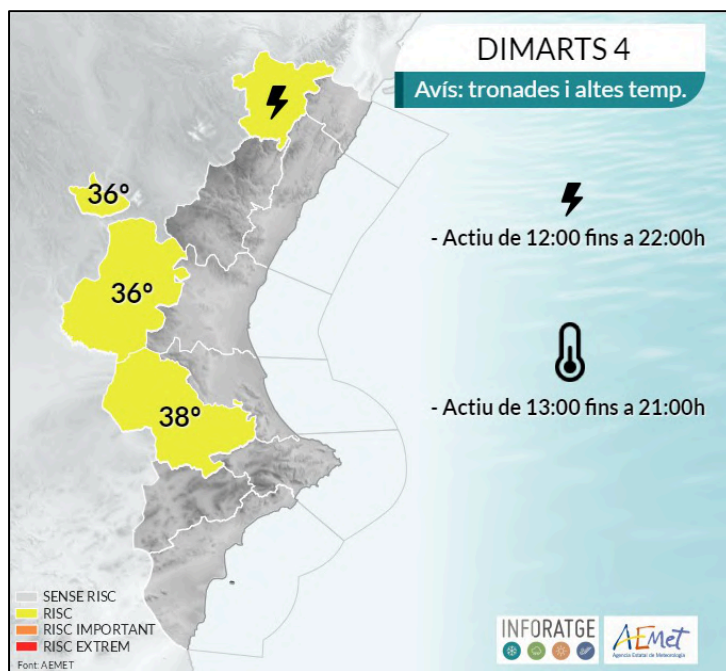 DIMARTS 4
Avís: tronades i altes temp.
36º
- Actiu de 12:00 fins a 22:00h
36º
- Actiu de 13:00 fins a 21:00h
38º
SENSE RISC
RISC
RISC IMPORTANT
RISC EXTREM
Font: AEMET
INFORATGE
AEMet
Agencia Estatal de Meteorología